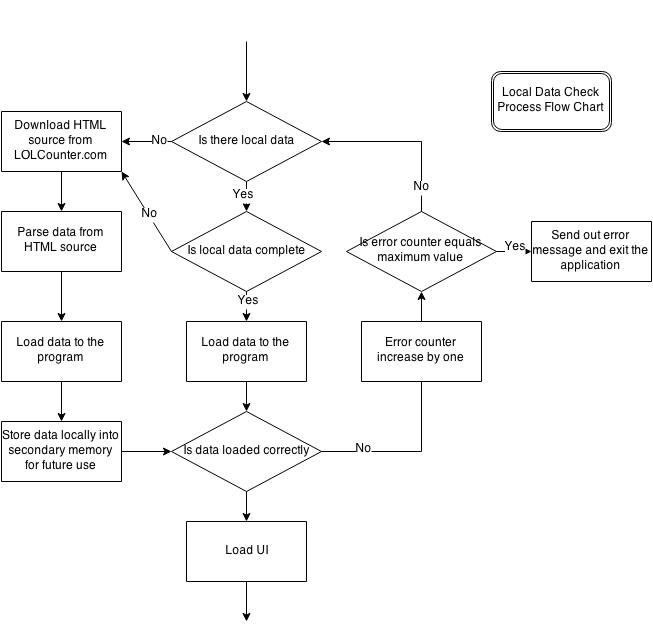 Local Data Check
Process Flow Chart
Download HTML
source from
LOLCounter.com
No
Is there local data
Yes
No
No
Parse data from
HTML source
Is local data complete
Is error counter equals
maximum value
Yes
Send out error
message and exit the
application
Yes
Load data to the
program
Load data to the
program
Error counter
increase by one
Store data locally into
secondary memory
for future use
Is data loaded correctly
No
Load UI